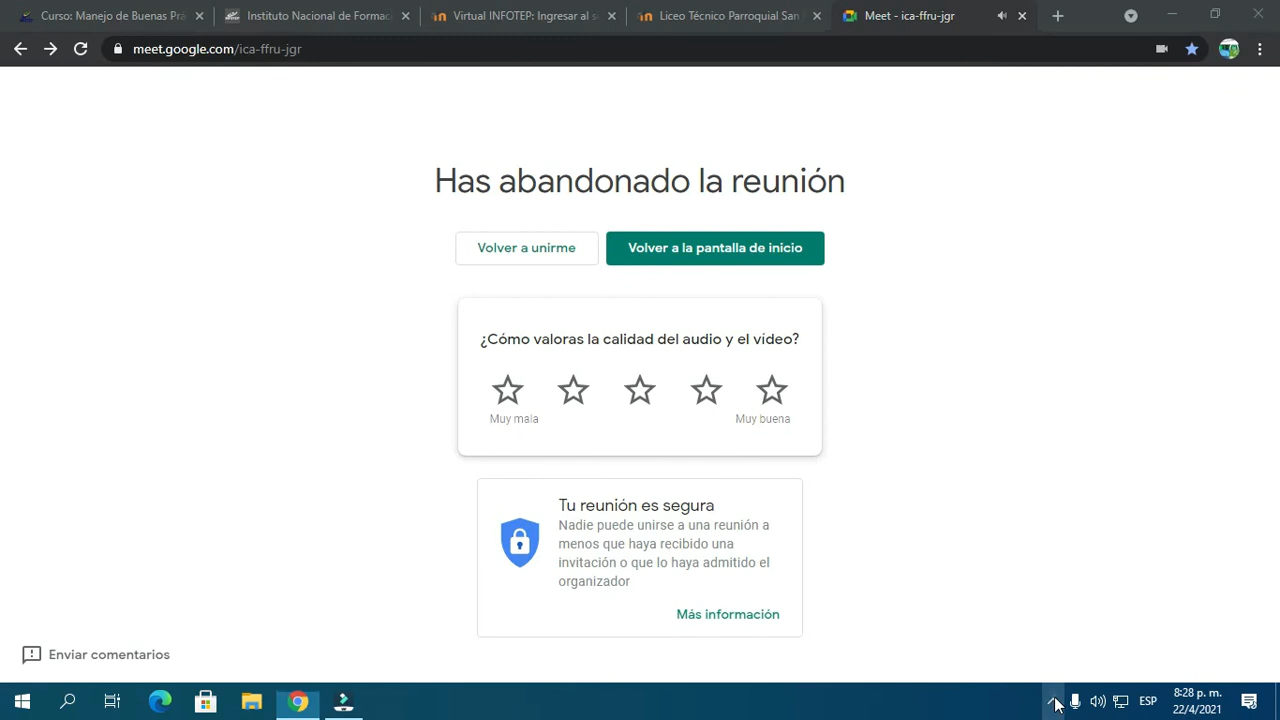 Curso: Manejo de Buenas Prá
Instituto Nacional de Formac
Virtual INFOTEP: Ingresar al si
Liceo Técnico Parroquial San
Meet - ica-ffru-jgr
meet.google.com/ica-ffru-jgr
Has abandonado la reunión
Volver a unirme
Volver a la pantalla de inicio
¿Cómo valoras la calidad del audio y el vídeo?
Muy mala
Muy buena
Tu reunión es segura
Nadie puede unirse a una reunión a
menos que haya recibido una
invitación o que lo haya admitido el
organizador
Más información
Enviar comentarios
ESP
8:28 p. m.
22/4/2021